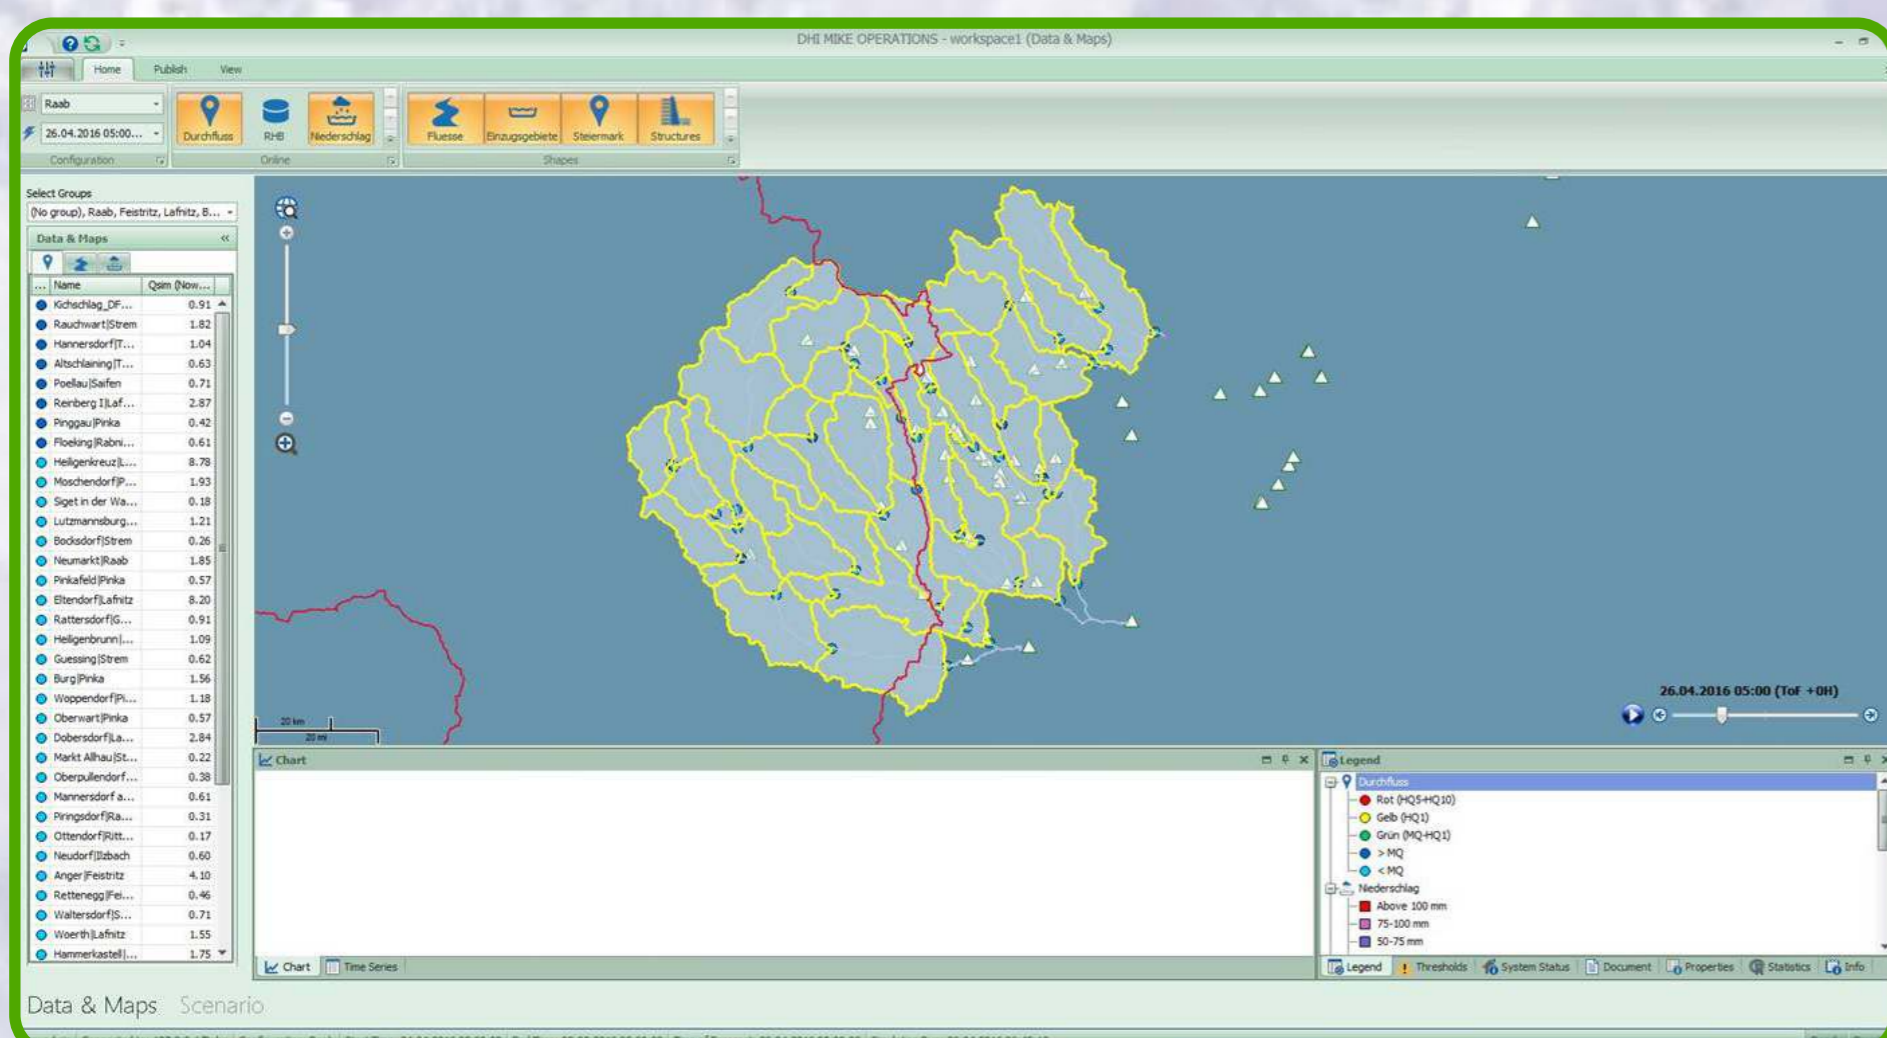 DHI MIKE OPERATIONS - workspace1 (Data & Maps)
Home Publish View
Raab
26.04.2016 05:00...
Configuration
Durchfluss RHB Niederschlag
Online
Fluesse Einzugsgebiete Steiermark Structures
Shapes
Select Groups
(No group), Raab, Feistritz, Lafnitz, B...
Data & Maps
... Name Qsim (Now...
Kichschlag_DF... 0.91
Rauchwart|Strem 1.82
Hannersdorf|T... 1.04
Altschlaining|T... 0.63
Poellau|Saifen 0.71
Reinberg I|Laf... 2.87
Pinggau|Pinka 0.42
Floeking|Rabni... 0.61
Heiligenkreuz|L... 8.78
Moschendorf|P... 1.93
Siget in der Wa... 0.18
Lutzmannsburg... 1.21
Bocksdorf|Strem 0.26
Neumarkt|Raab 1.85
Pinkafeld|Pinka 0.57
Eltendorf|Lafnitz 8.20
Rattersdorf|G... 0.91
Heiligenbrunn|... 1.09
Guessing|Strem 0.62
Burg|Pinka 1.56
Woppendorf|Pi... 1.18
Oberwart|Pinka 0.57
Dobersdorf|La... 2.84
Markt Allhau|St... 0.22
Oberpullendorf... 0.38
Mannersdorf a... 0.61
Piringsdorf|Ra... 0.31
Ottendorf|Ritt... 0.17
Neudorf|Ilzbach 0.60
Anger|Feistritz 4.10
Rettenegg|Fei... 0.46
Waltersdorf|S... 0.71
Woerth|Lafnitz 1.55
Hammerkastell|... 1.75
20 km
20 mi
26.04.2016 05:00 (ToF +0H)
Chart
Chart Time Series
Legend
Durchfluss
Rot (HQ5-HQ10)
Gelb (HQ1)
Grün (MQ-HQ1)
> MQ
< MQ
Niederschlag
Above 100 mm
75-100 mm
50-75 mm
Legend Thresholds System Status Document Properties Statistics Info
Data & Maps Scenario